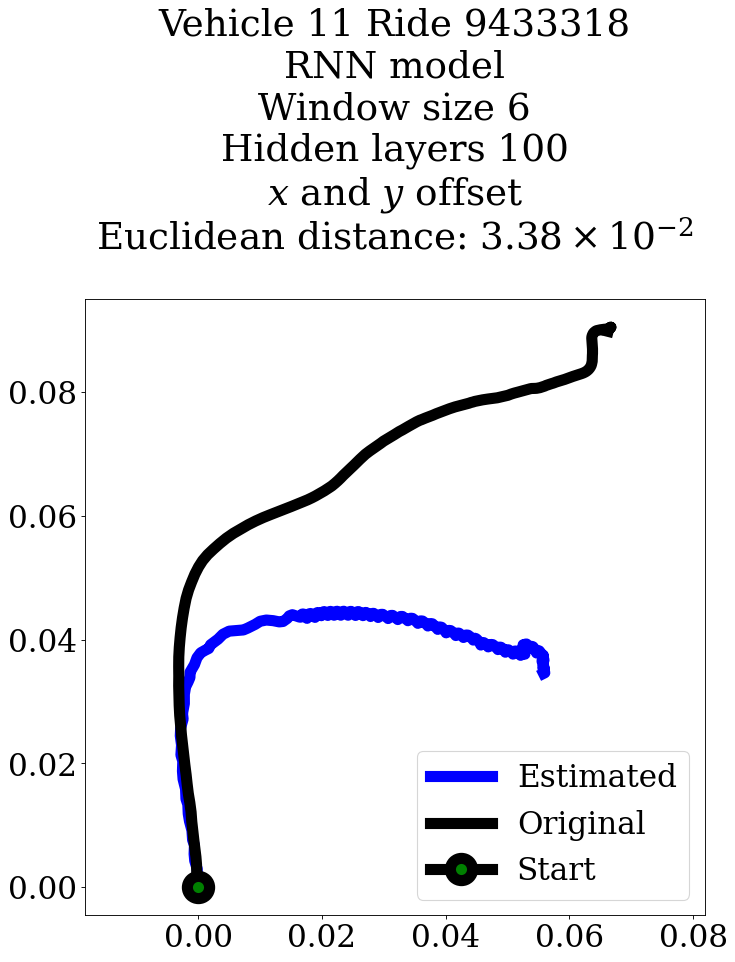 Vehicle 11 Ride 9433318
RNN model
Window size 6
Hidden layers 100
x and y offset
Euclidean distance: 3.38 × 10⁻²
0.08
0.06
0.04
0.02
0.00
Estimated
Original
Start
0.00 0.02 0.04 0.06 0.08